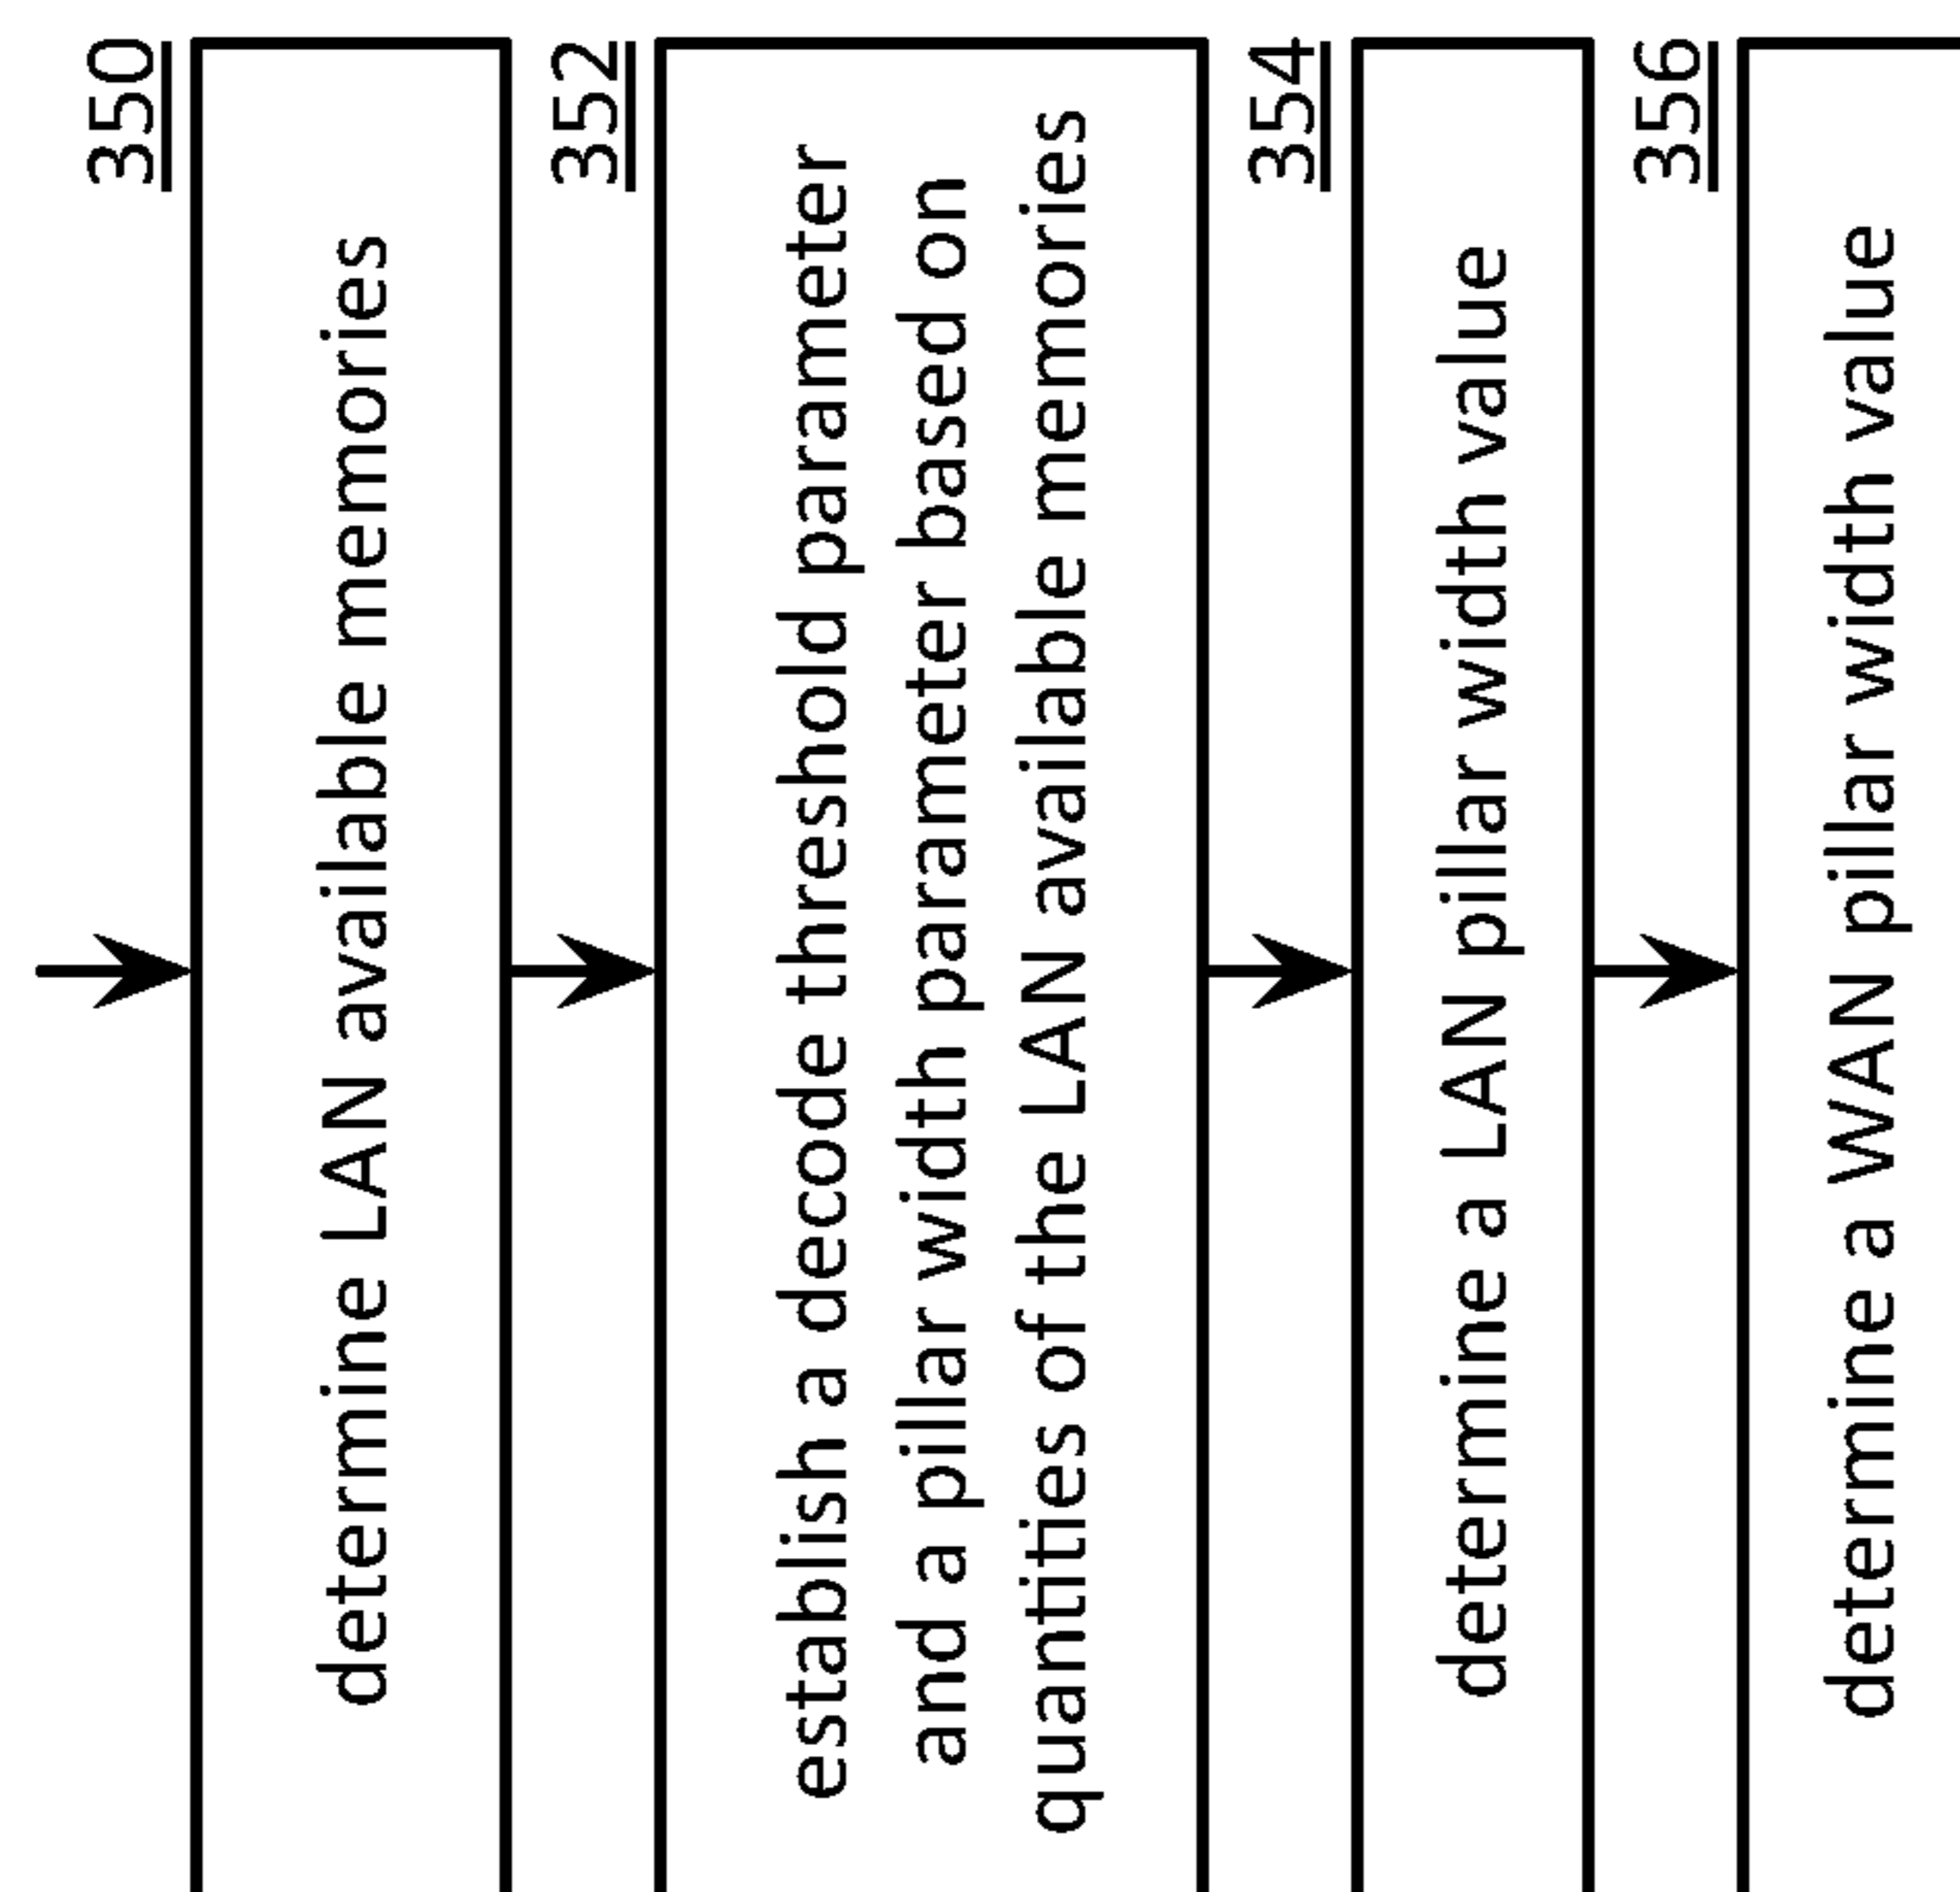 350
determine LAN available memories
352
establish a decode threshold parameter
and a pillar width parameter based on
quantities of the LAN available memories
354
determine a LAN pillar width value
356
determine a WAN pillar width value